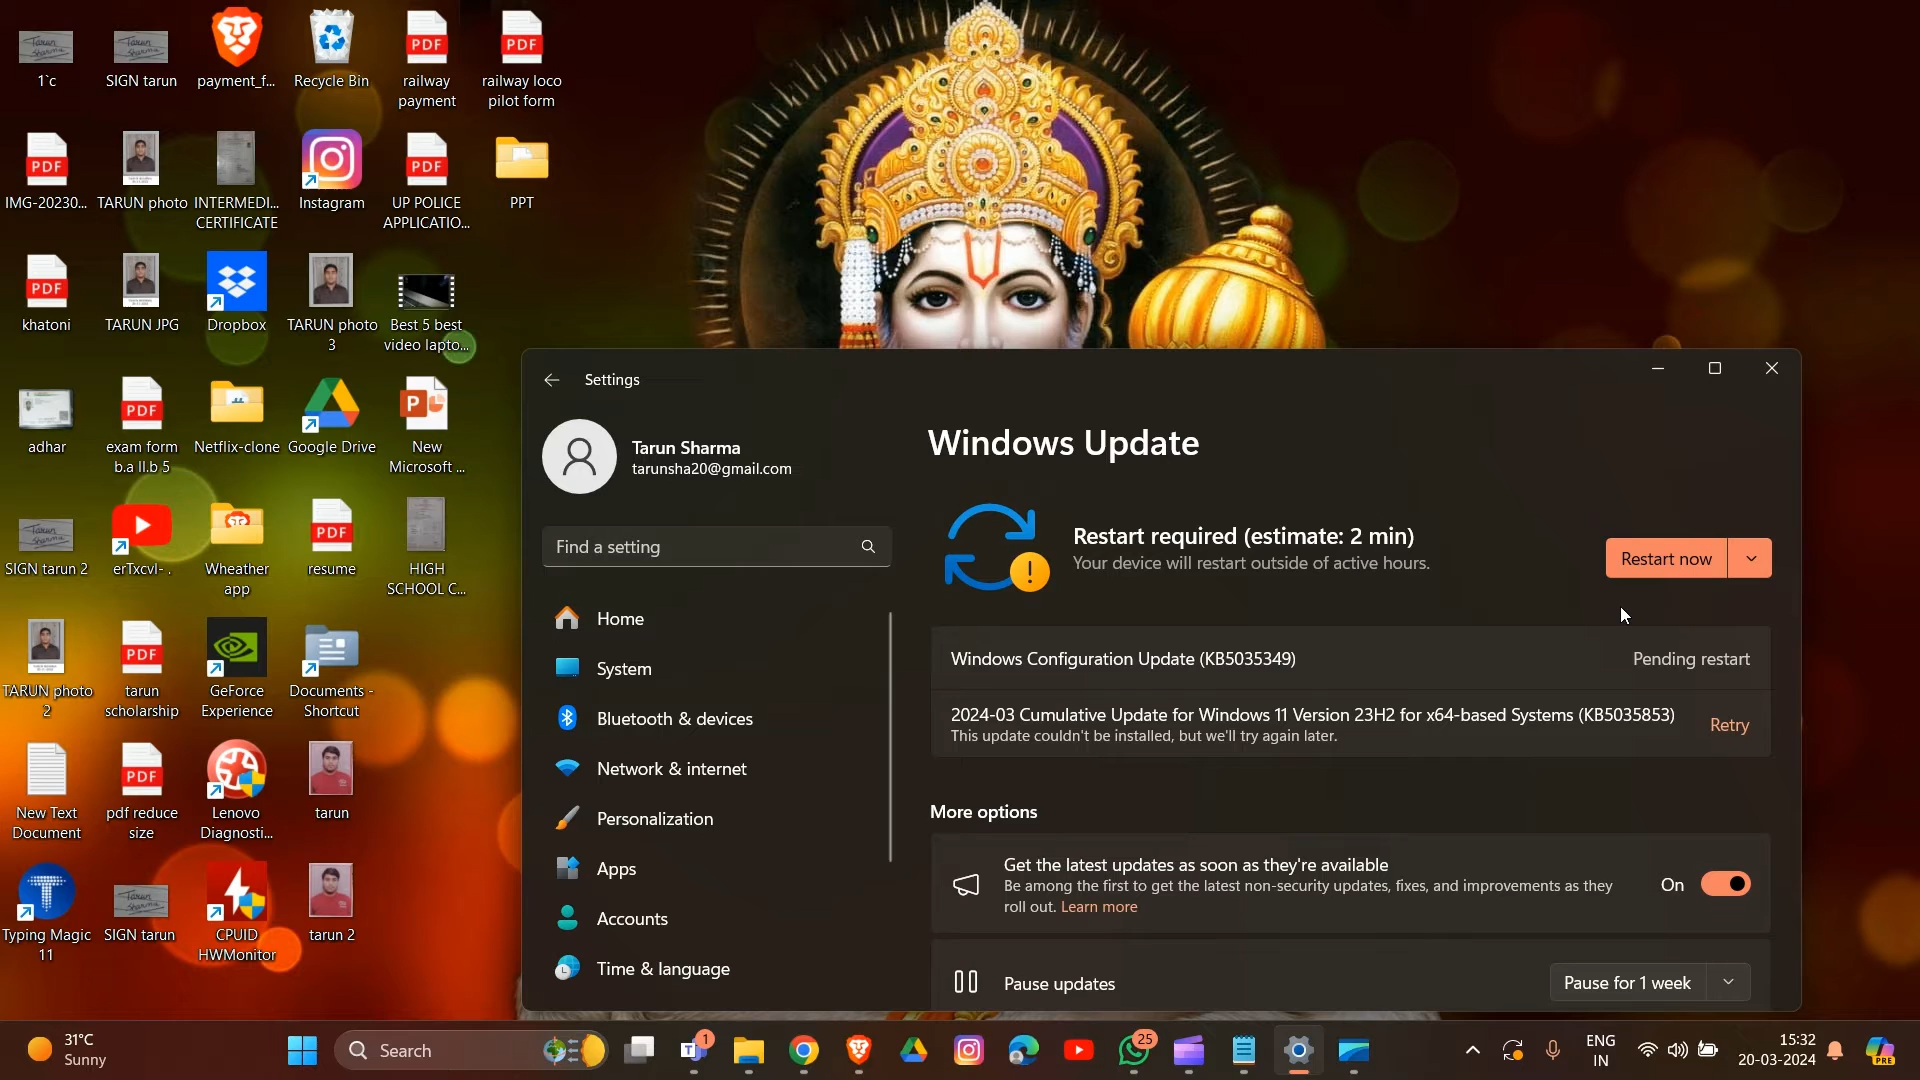 1`c
SIGN tarun
payment_f...
Recycle Bin
railway
payment
railway loco
pilot form
IMG-20230...
TARUN photo
INTERMEDI...
CERTIFICATE
Instagram
UP POLICE
APPLICATIO...
PPT
khatoni
TARUN JPG
Dropbox
TARUN photo
3
Best 5 best
video lapto...
adhar
exam form
b.a ll.b 5
Netflix-clone
Google Drive
New
Microsoft ...
SIGN tarun 2
erTxcvI- .
Wheather
app
resume
HIGH
SCHOOL C...
TARUN photo
2
tarun
scholarship
GeForce
Experience
Documents -
Shortcut
New Text
Document
pdf reduce
size
Lenovo
Diagnosti...
tarun
Typing Magic
11
SIGN tarun
CPUID
HWMonitor
tarun 2
Settings
Tarun Sharma
tarunsha20@gmail.com
Find a setting
Home
System
Bluetooth & devices
Network & internet
Personalization
Apps
Accounts
Time & language
Windows Update
Restart required (estimate: 2 min)
Your device will restart outside of active hours.
Restart now
Windows Configuration Update (KB5035349)
Pending restart
2024-03 Cumulative Update for Windows 11 Version 23H2 for x64-based Systems (KB5035853)
This update couldn't be installed, but we'll try again later.
Retry
More options
Get the latest updates as soon as they're available
Be among the first to get the latest non-security updates, fixes, and improvements as they
roll out. Learn more
On
Pause updates
Pause for 1 week
31°C
Sunny
Search
1
25
ENG
IN
15:32
20-03-2024
PRE